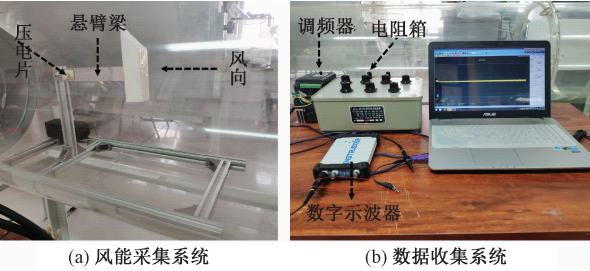 压电片
悬臂梁
风向
调频器
电阻箱
ASUS
数字示波器
(a) 风能采集系统
(b) 数据收集系统